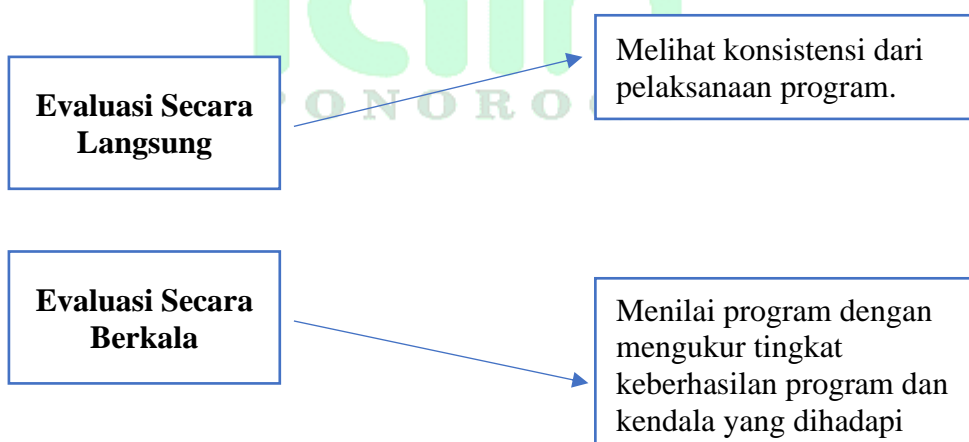 Melihat konsistensi dari
pelaksanaan program.
Evaluasi Secara
Langsung
Evaluasi Secara
Berkala
Menilai program dengan
mengukur tingkat
keberhasilan program dan
kendala yang dihadapi